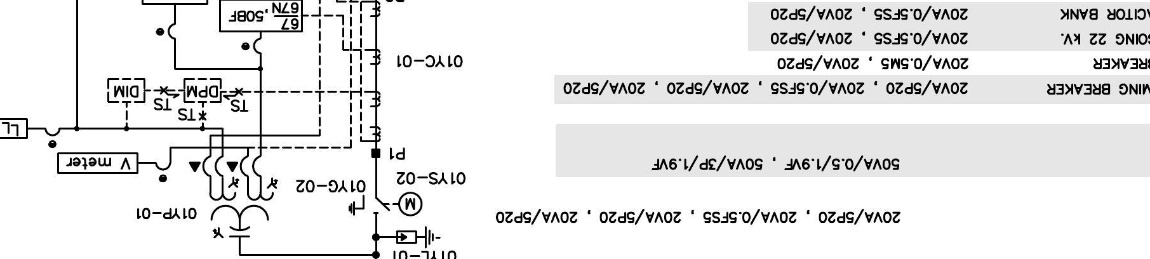 20VA/5P20 , 20VA/0.5FS5 , 20VA/5P20 , 20VA/5P20
50VA/0.5/1.9VF , 50VA/3P/1.9VF
MING BREAKER 20VA/5P20 , 20VA/0.5FS5 , 20VA/5P20 , 20VA/5P20
REAKER 20VA/0.5M5 , 20VA/5P20
OING 22 kV. 20VA/0.5FS5 , 20VA/5P20
ACITOR BANK 20VA/0.5FS5 , 20VA/5P20
01YL-01
01YP-01
M
01YS-02
01YG-02
V meter
P1
LL
TS
TS
TS
DPM
DIM
01YC-01
67
67N
,50BF